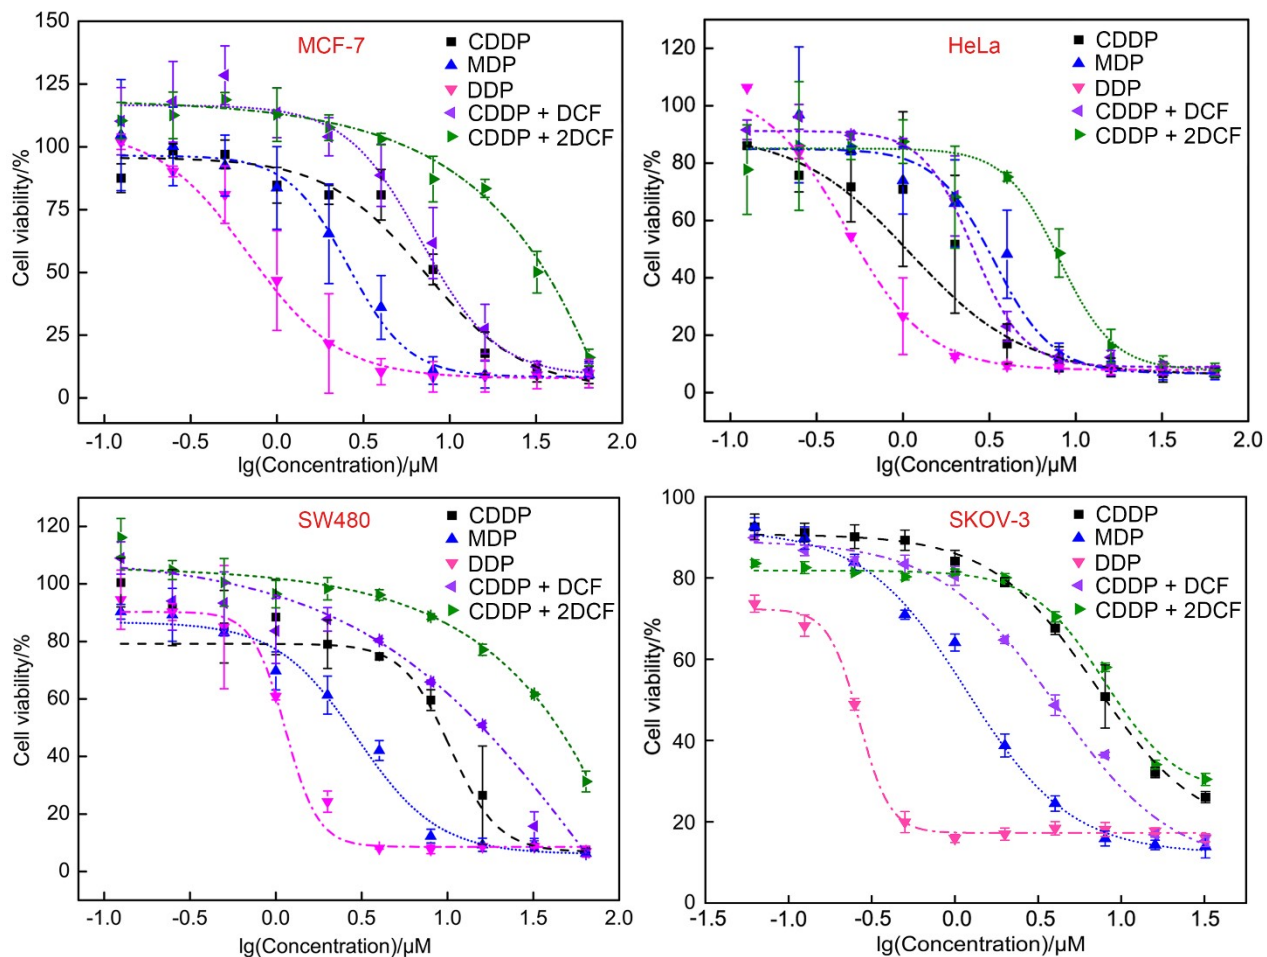 MCF-7
CDDP
MDP
DDP
CDDP + DCF
CDDP + 2DCF
150
125
100
75
50
25
0
Cell viability/%
-1.0 -0.5 0.0 0.5 1.0 1.5 2.0
lg(Concentration)/μM
HeLa
CDDP
MDP
DDP
CDDP + DCF
CDDP + 2DCF
120
100
80
60
40
20
0
Cell viability/%
-1.0 -0.5 0.0 0.5 1.0 1.5 2.0
lg(Concentration)/μM
SW480
CDDP
MDP
DDP
CDDP + DCF
CDDP + 2DCF
120
100
80
60
40
20
0
Cell viability/%
-1.0 -0.5 0.0 0.5 1.0 1.5 2.0
lg(Concentration)/μM
SKOV-3
CDDP
MDP
DDP
CDDP + DCF
CDDP + 2DCF
100
80
60
40
20
0
Cell viability/%
-1.5 -1.0 -0.5 0.0 0.5 1.0 1.5
lg(Concentration)/μM